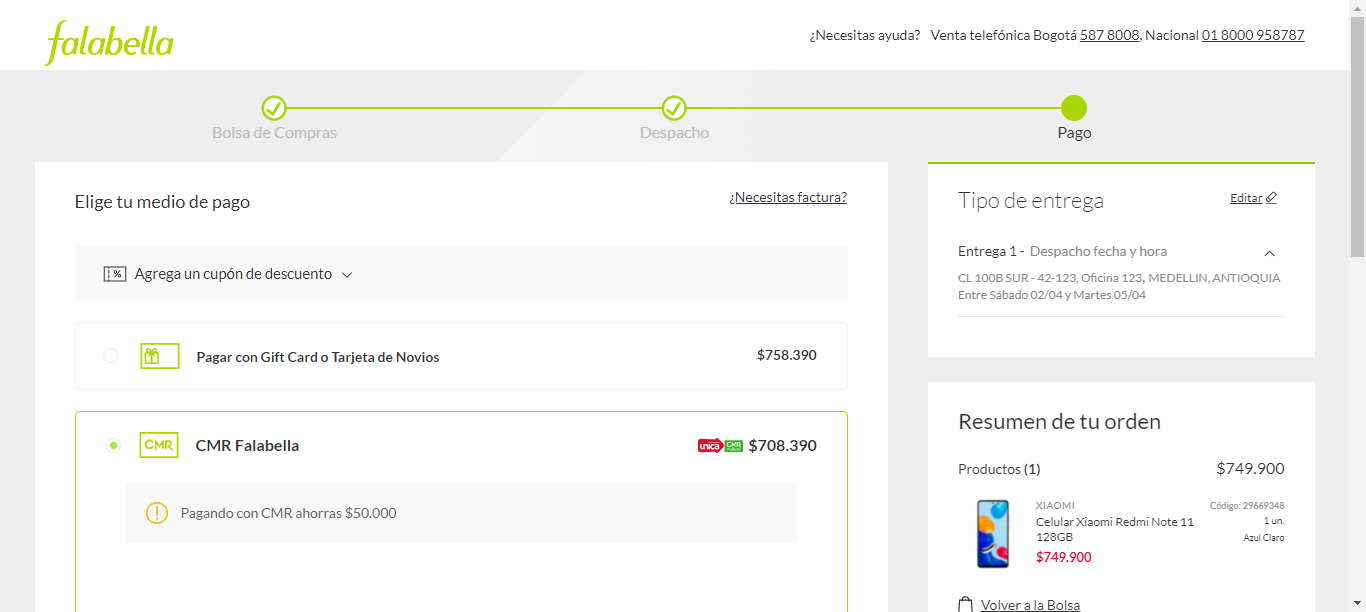 falabella
¿Necesitas ayuda? Venta telefónica Bogotá 587 8008, Nacional 01 8000 958787
Bolsa de Compras
Despacho
Pago
Elige tu medio de pago
¿Necesitas factura?
% Agrega un cupón de descuento
Pagar con Gift Card o Tarjeta de Novios
$758.390
CMR
CMR Falabella
unica CMR $708.390
Pagando con CMR ahorras $50.000
Tipo de entrega
Editar
Entrega 1 - Despacho fecha y hora
CL 100B SUR - 42-123, Oficina 123, MEDELLIN, ANTIOQUIA
Entre Sábado 02/04 y Martes 05/04
Resumen de tu orden
Productos (1)
$749.900
XIAOMI
Código: 29669348
Celular Xiaomi Redmi Note 11
1 un.
128GB
Azul Claro
$749.900
Volver a la Bolsa